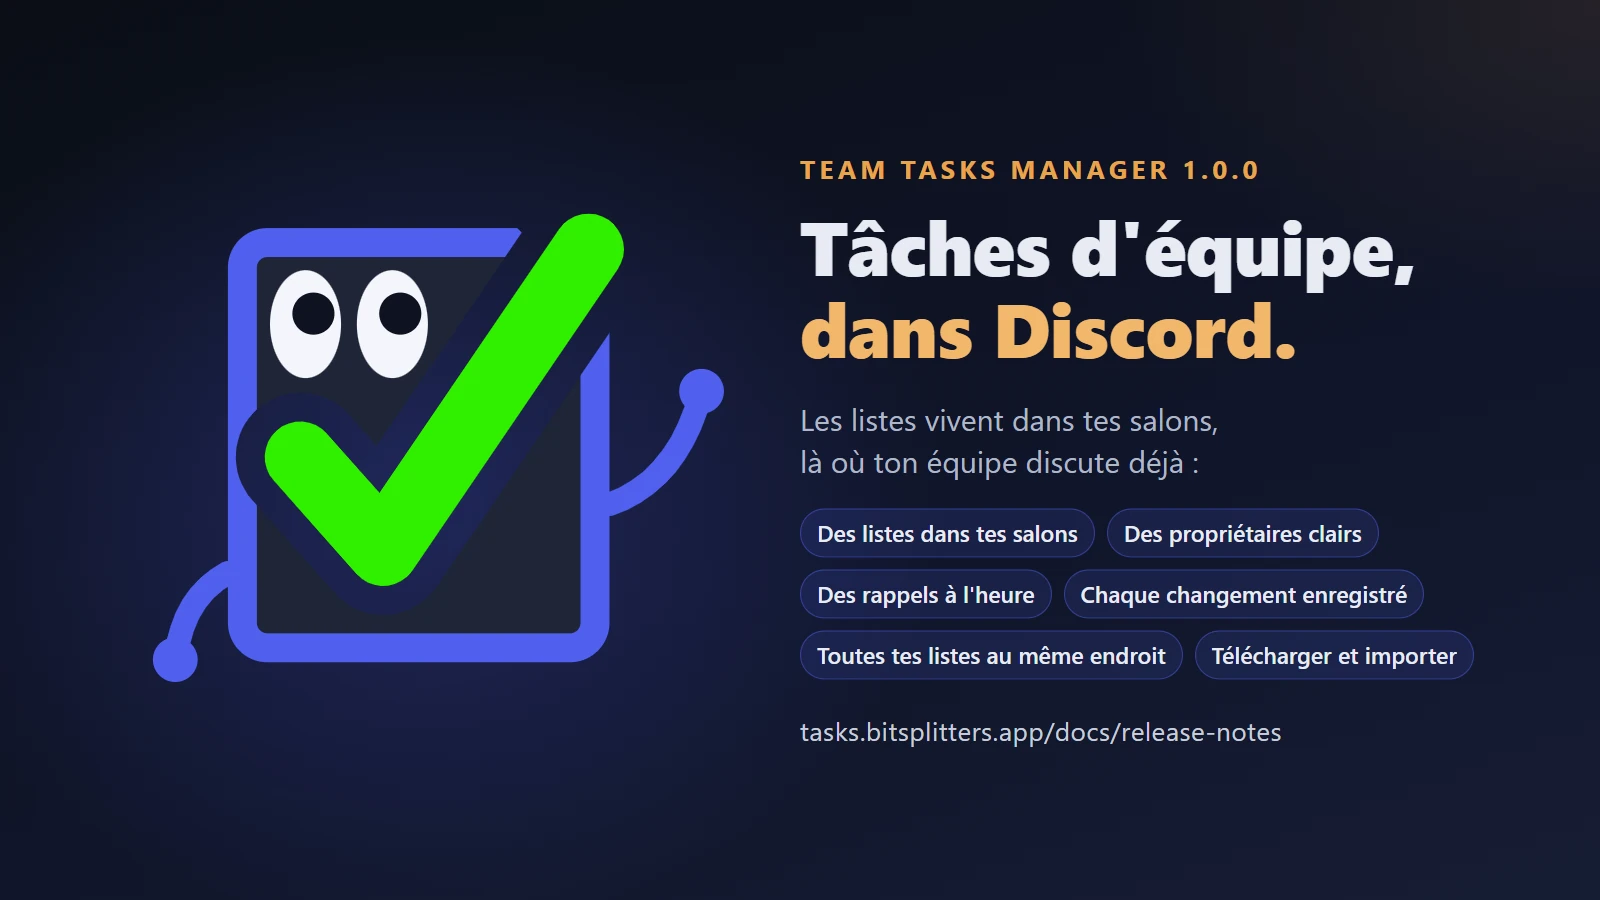 TEAM TASKS MANAGER 1.0.0
Tâches d'équipe,
dans Discord.
Les listes vivent dans tes salons,
là où ton équipe discute déjà :
Des listes dans tes salons
Des propriétaires clairs
Des rappels à l'heure
Chaque changement enregistré
Toutes tes listes au même endroit
Télécharger et importer
tasks.bitsplitters.app/docs/release-notes